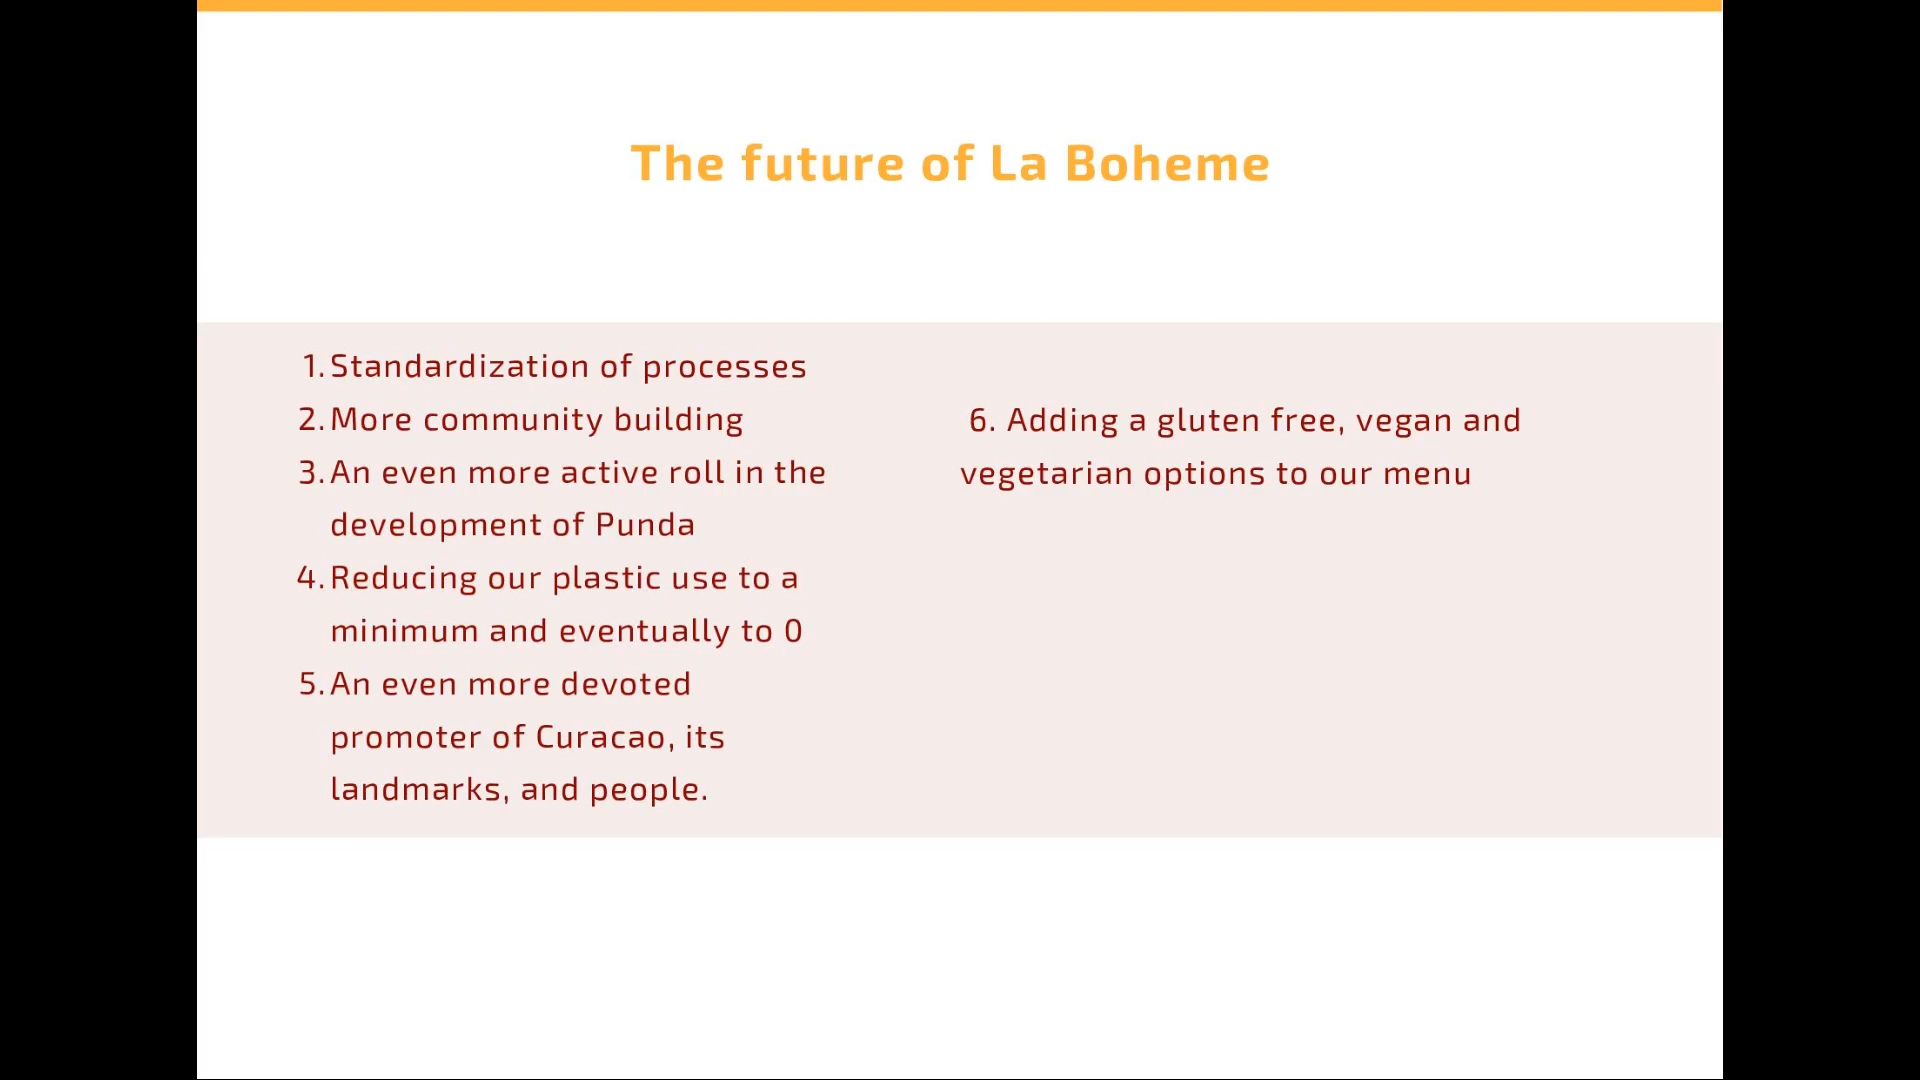 The future of La Boheme
1. Standardization of processes
2. More community building
3. An even more active roll in the
development of Punda
4. Reducing our plastic use to a
minimum and eventually to 0
5. An even more devoted
promoter of Curacao, its
landmarks, and people.
6. Adding a gluten free, vegan and
vegetarian options to our menu